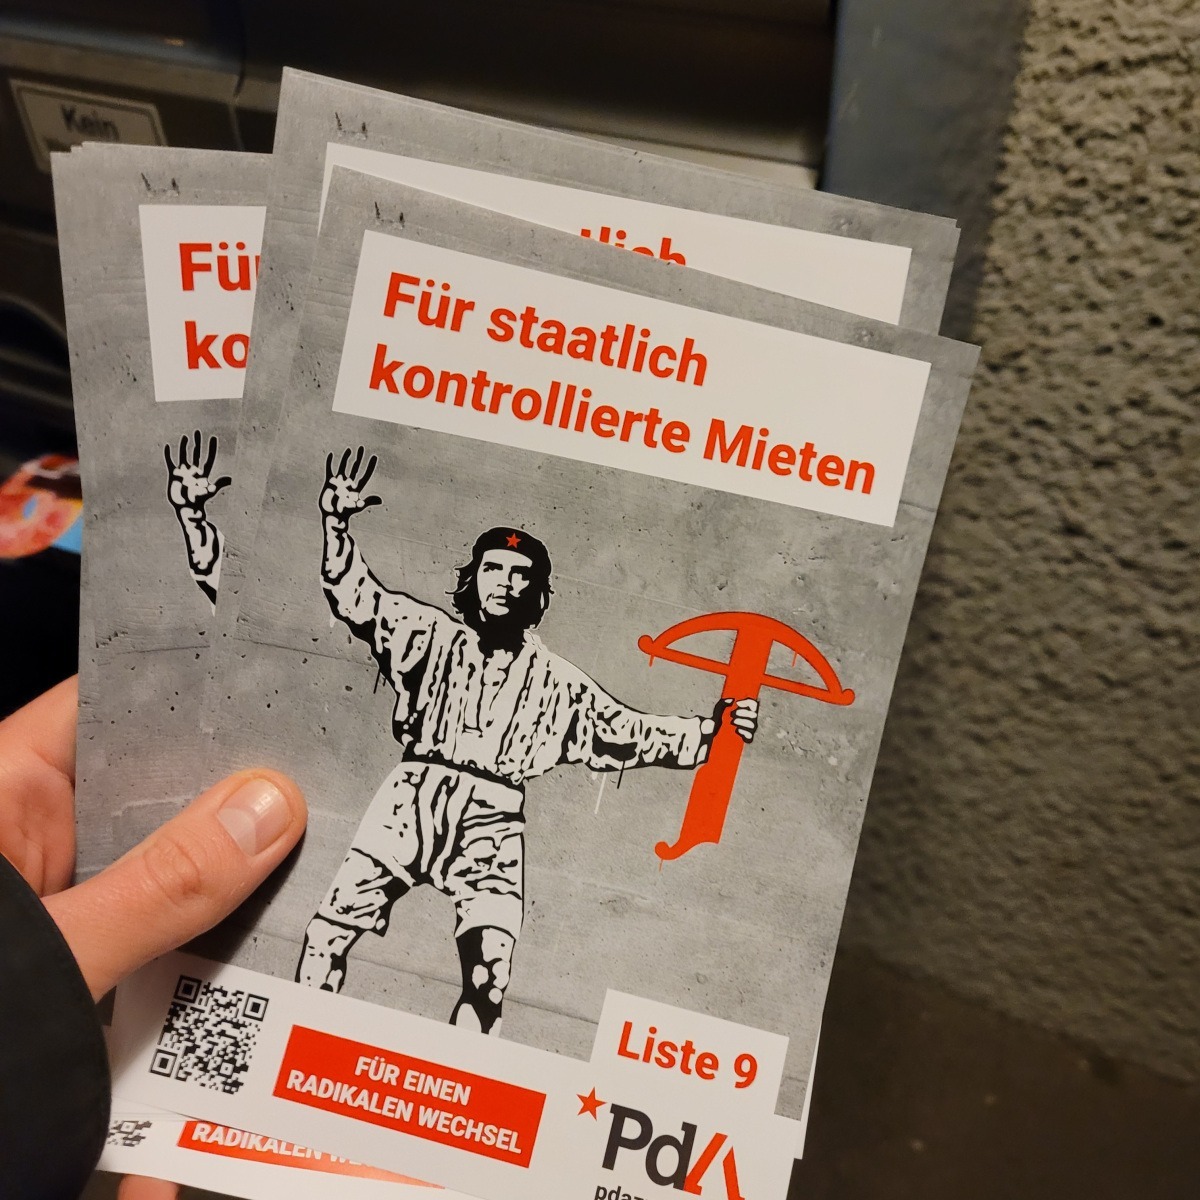 Kein
Für staatlich
kontrollierte Mieten
FÜR EINEN
RADIKALEN WECHSEL
Liste 9
PdA
RADIKALEN